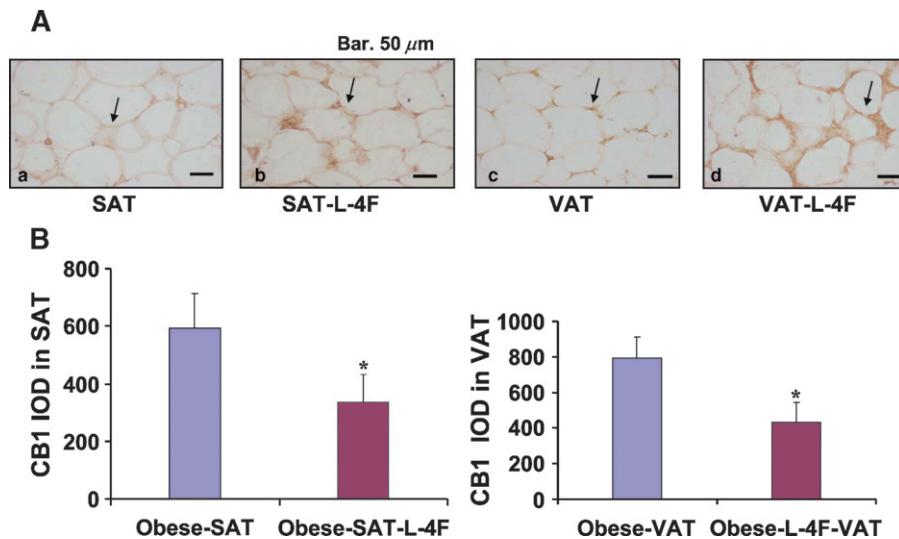 A
Bar. 50 μm
a
b
c
d
SAT
SAT-L-4F
VAT
VAT-L-4F
B
CB1 IOD in SAT
800
600
400
200
0
*
Obese-SAT
Obese-SAT-L-4F
CB1 IOD in VAT
1000
800
600
400
200
0
*
Obese-VAT
Obese-L-4F-VAT